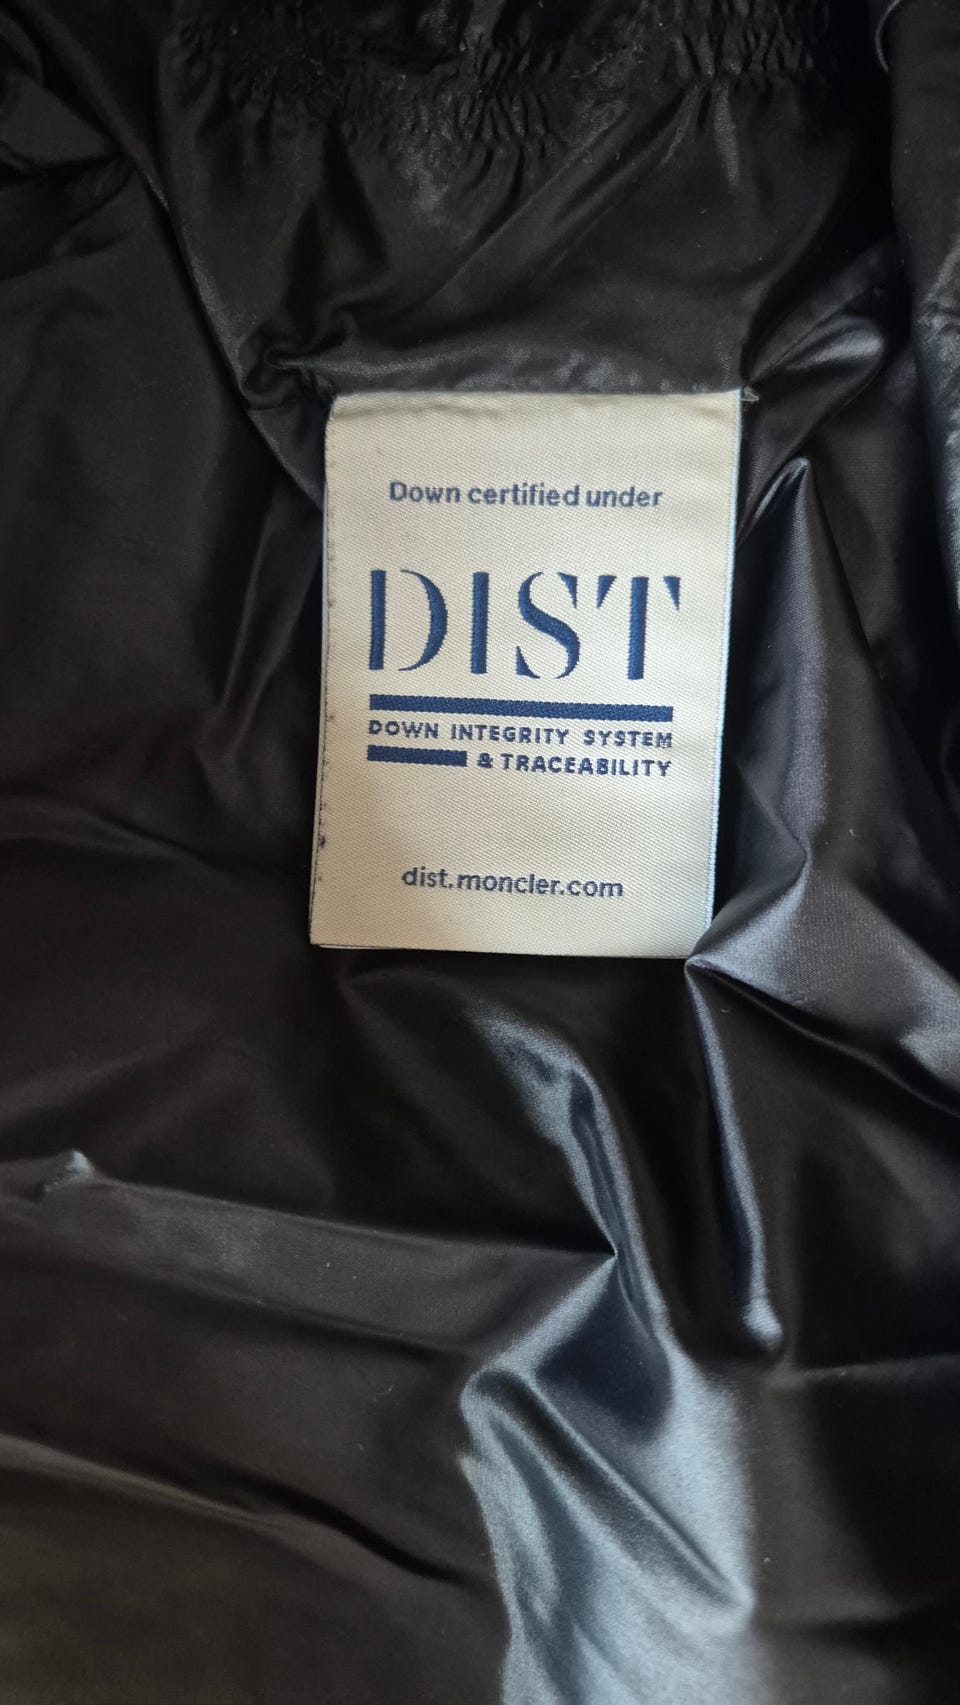 Down certified under
DIST
DOWN INTEGRITY SYSTEM
& TRACEABILITY
dist.moncler.com